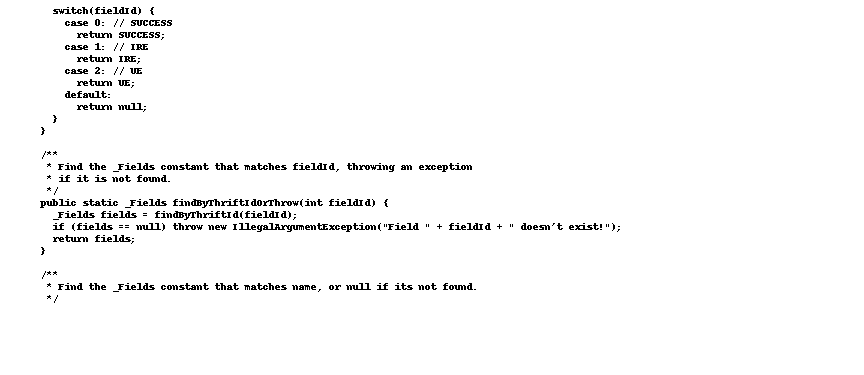 switch(fieldId) {
case 0: // SUCCESS
return SUCCESS;
case 1: // IRE
return IRE;
case 2: // UE
return UE;
default:
return null;
}
}
/**
* Find the _Fields constant that matches fieldId, throwing an exception
* if it is not found.
*/
public static _Fields findByThriftIdOrThrow(int fieldId) {
_Fields fields = findByThriftId(fieldId);
if (fields == null) throw new IllegalArgumentException("Field " + fieldId + " doesn't exist!");
return fields;
}
/**
* Find the _Fields constant that matches name, or null if its not found.
*/